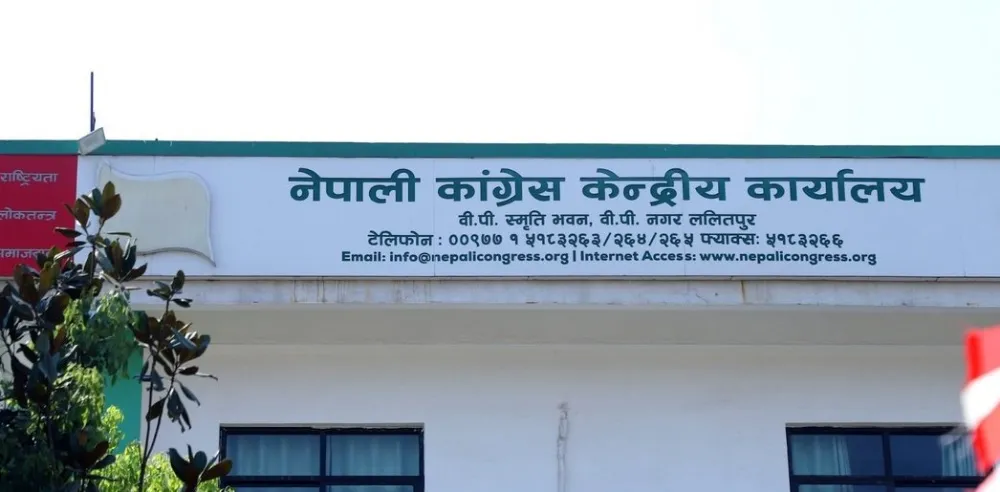 राष्ट्रियता
लोकतन्त्र
नेपाली कांग्रेस केन्द्रीय कार्यालय
वी.पी. स्मृति भवन, वी.पी. नगर ललितपुर
टेलिफोन : ००९७७ १ ५१८३२६३/२६४/२६५ फ्याक्स: ५१८३२६६
Email: info@nepalicongress.org | Internet Access: www.nepalicongress.org